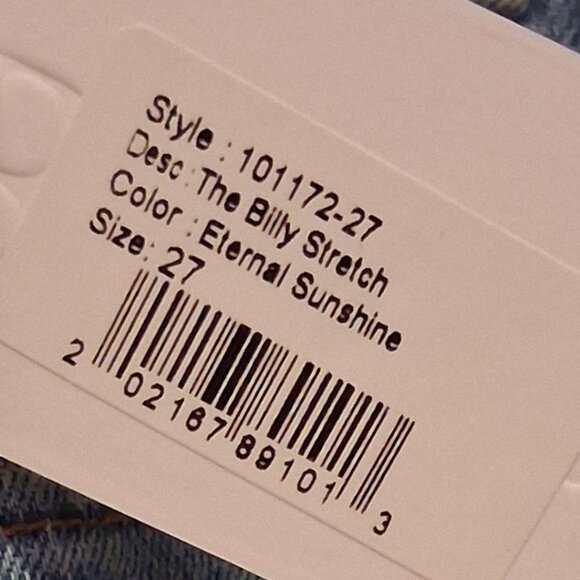 Style : 101172-27
Desc : The Billy Stretch
Color : Eternal Sunshine
Size: 27
2 02167 89101 3